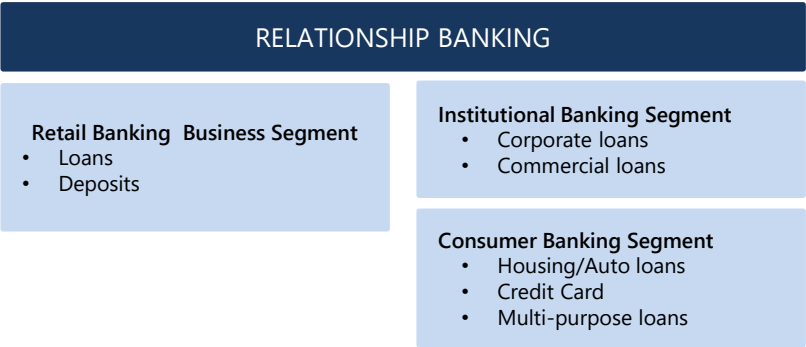 RELATIONSHIP BANKING
Retail Banking  Business Segment
• Loans
• Deposits
Institutional Banking Segment
• Corporate loans
• Commercial loans
Consumer Banking Segment
• Housing/Auto loans
• Credit Card
• Multi-purpose loans